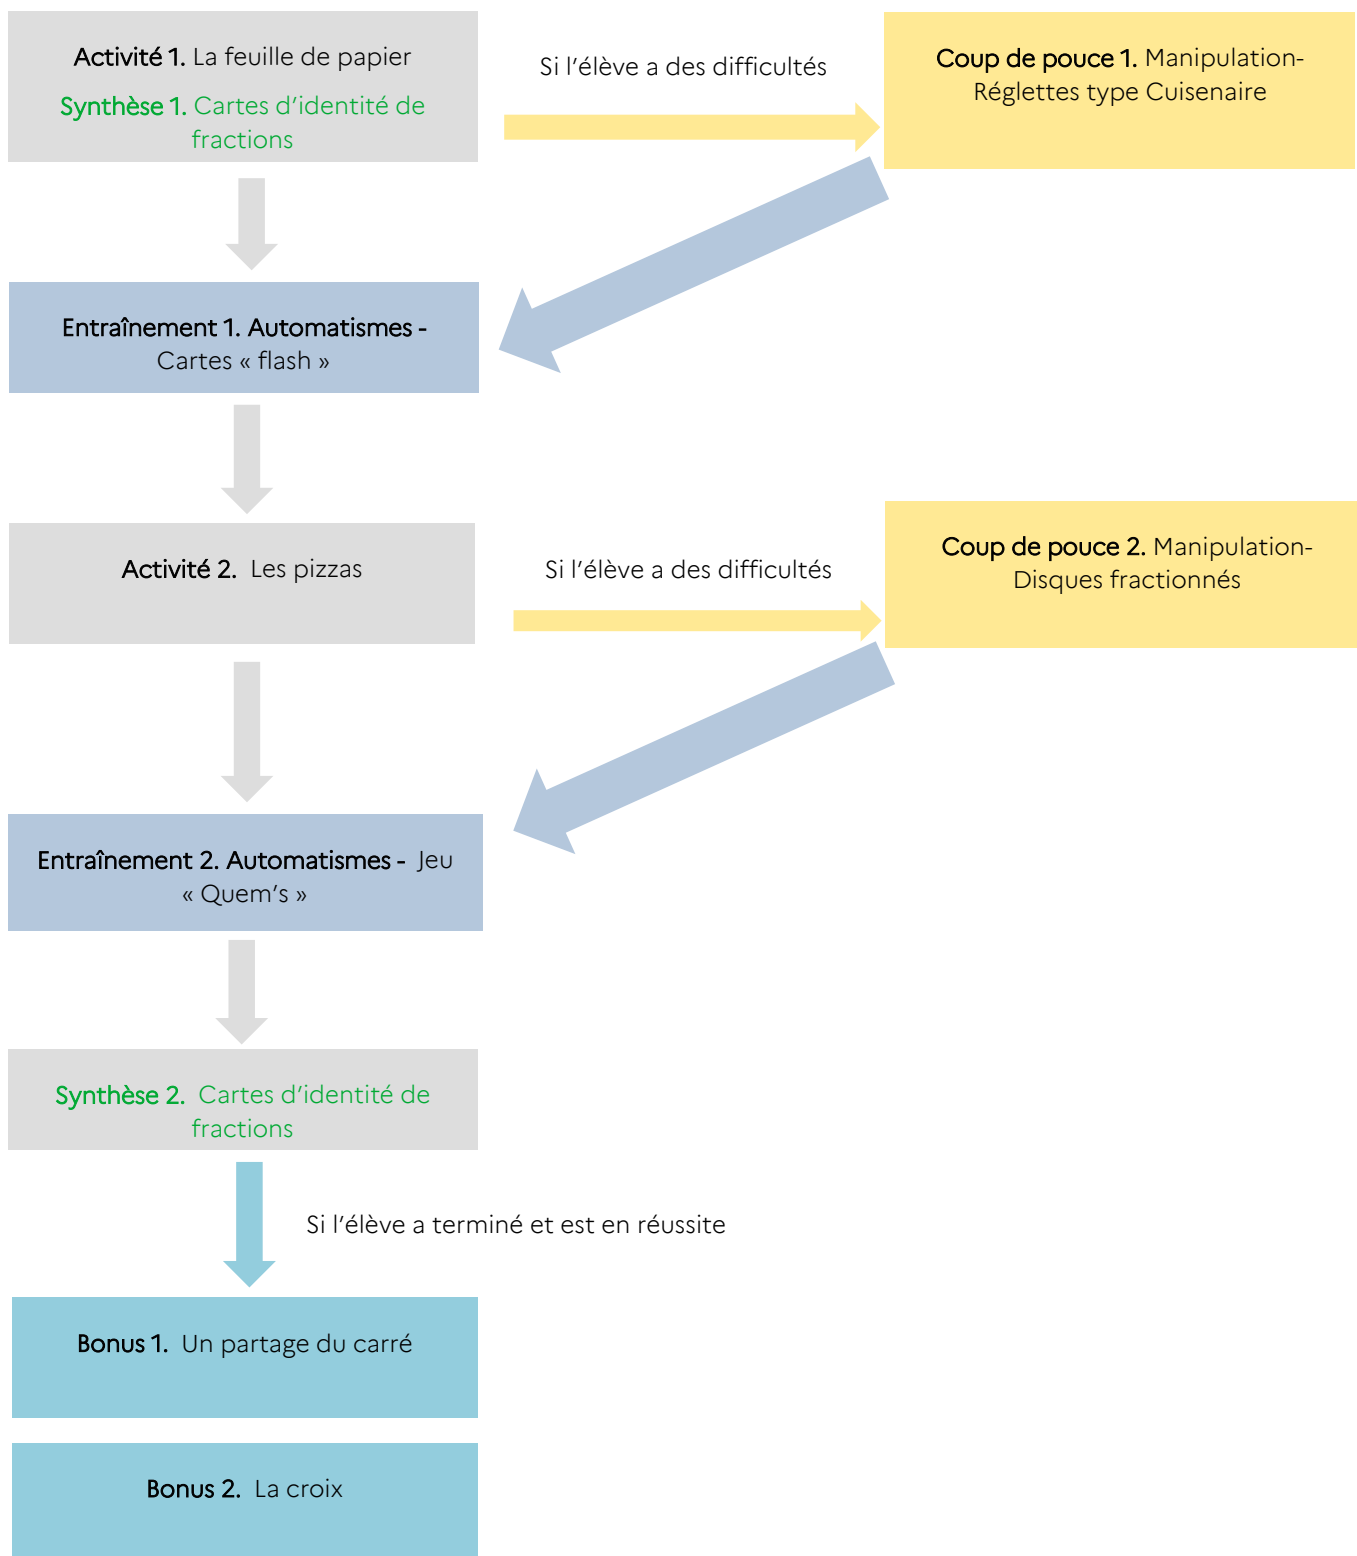 Activité 1. La feuille de papier
Synthèse 1. Cartes d’identité de
fractions
Si l’élève a des difficultés
Coup de pouce 1. Manipulation-
Réglettes type Cuisenaire
Entraînement 1. Automatismes -
Cartes « flash »
Activité 2. Les pizzas
Si l’élève a des difficultés
Coup de pouce 2. Manipulation-
Disques fractionnés
Entraînement 2. Automatismes - Jeu
« Quem’s »
Synthèse 2. Cartes d’identité de
fractions
Si l’élève a terminé et est en réussite
Bonus 1. Un partage du carré
Bonus 2. La croix